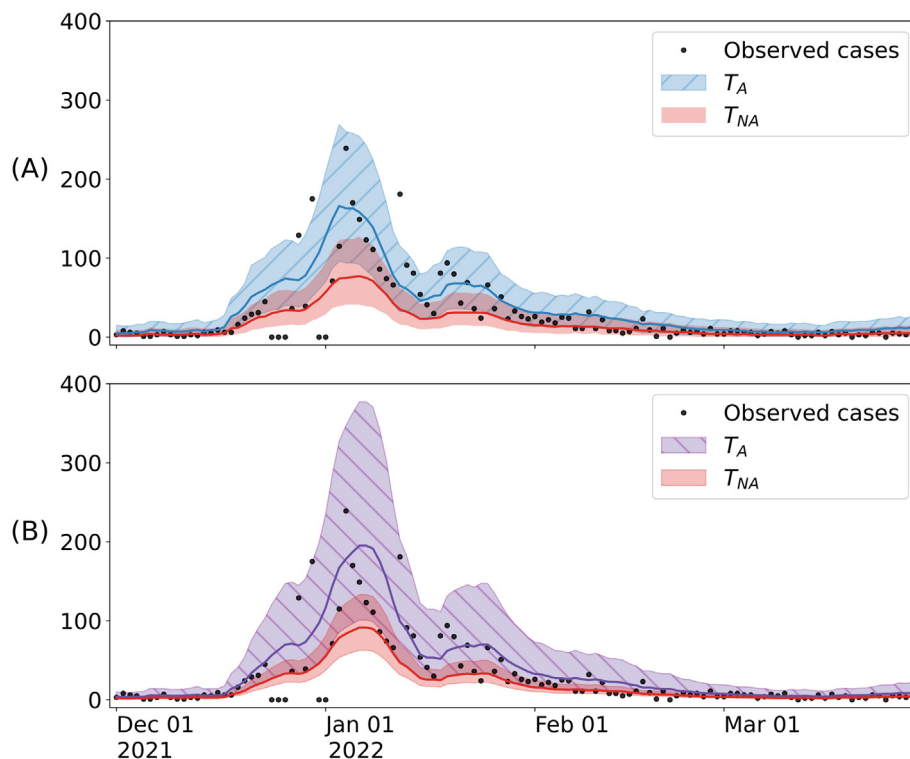 400
300
200
100
0
(A)
Observed cases
T_A
T_NA
400
300
200
100
0
(B)
Observed cases
T_A
T_NA
Dec 01 Jan 01 Feb 01 Mar 01
2021 2022